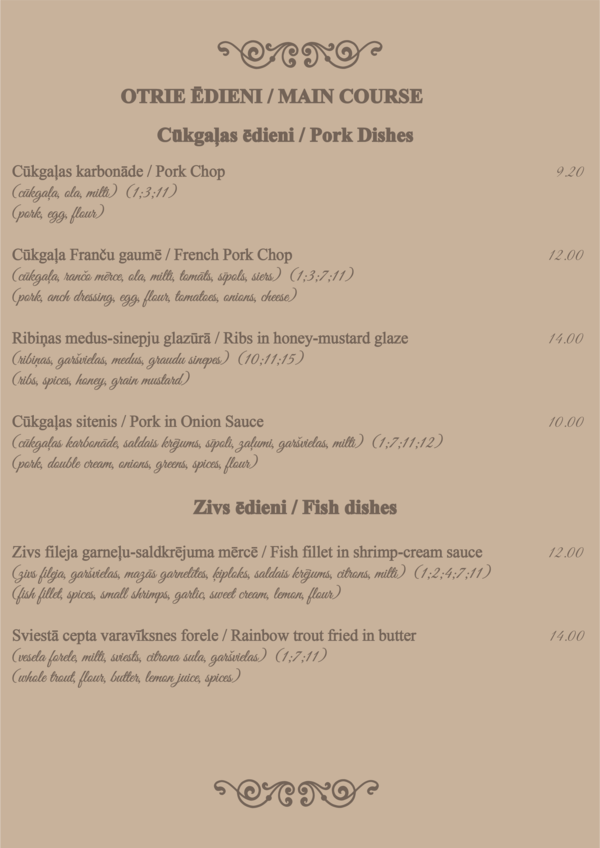 OTRIE ĒDIENI / MAIN COURSE
Cūkgaļas ēdieni / Pork Dishes
Cūkgaļas karbonāde / Pork Chop 9.20
(cūkgaļa, ola, milti) (1;3;11)
(pork, egg, flour)
Cūkgaļa Franču gaumē / French Pork Chop 12.00
(cūkgaļa, rančo mērce, ola, milti, tomāts, sīpols, siers) (1;3;7;11)
(pork, anch dressing, egg, flour, tomatoes, onions, cheese)
Ribiņas medus-sinepju glazūrā / Ribs in honey-mustard glaze 14.00
(ribiņas, garšvielas, medus, graudu sinepes) (10;11;15)
(ribs, spices, honey, grain mustard)
Cūkgaļas sitenis / Pork in Onion Sauce 10.00
(cūkgaļas karbonāde, saldais krējums, sīpoli, zaļumi, garšvielas, milti) (1;7;11;12)
(pork, double cream, onions, greens, spices, flour)
Zivs ēdieni / Fish dishes
Zivs fileja garneļu-saldkrējuma mērcē / Fish fillet in shrimp-cream sauce 12.00
(zivs fileja, garšvielas, mazās garnelītes, ķiploks, saldais krējums, citrons, milti) (1;2;4;7;11)
(fish fillet, spices, small shrimps, garlic, sweet cream, lemon, flour)
Sviestā cepta varavīksnes forele / Rainbow trout fried in butter 14.00
(vesela forele, milti, sviests, citrona sula, garšvielas) (1;7;11)
(whole trout, flour, butter, lemon juice, spices)